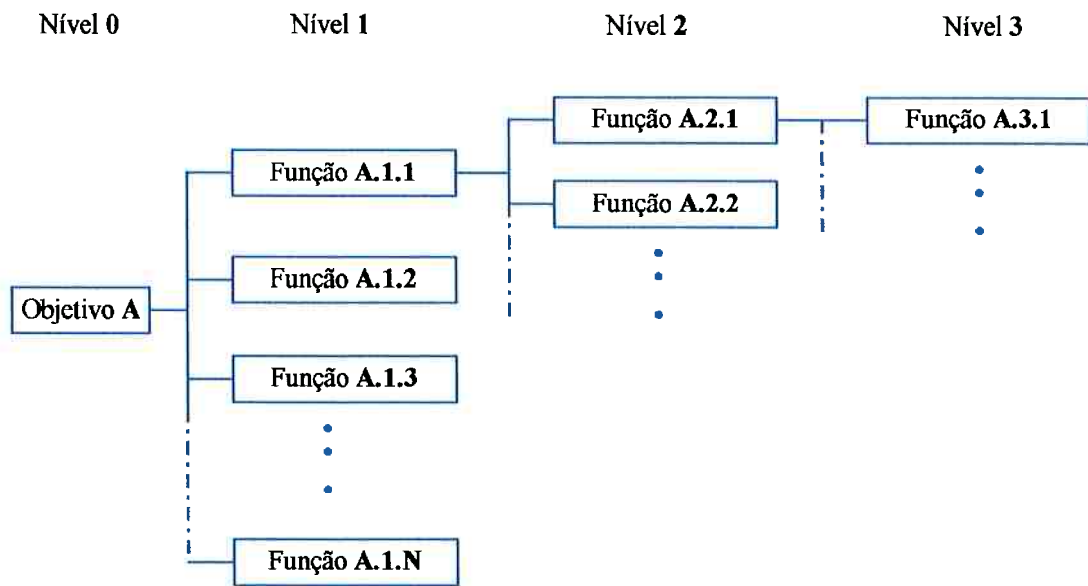 Nível 0 Nível 1 Nível 2 Nível 3
Função A.2.1 Função A.3.1
Função A.1.1
Função A.2.2
Função A.1.2
Objetivo A
Função A.1.3
Função A.1.N